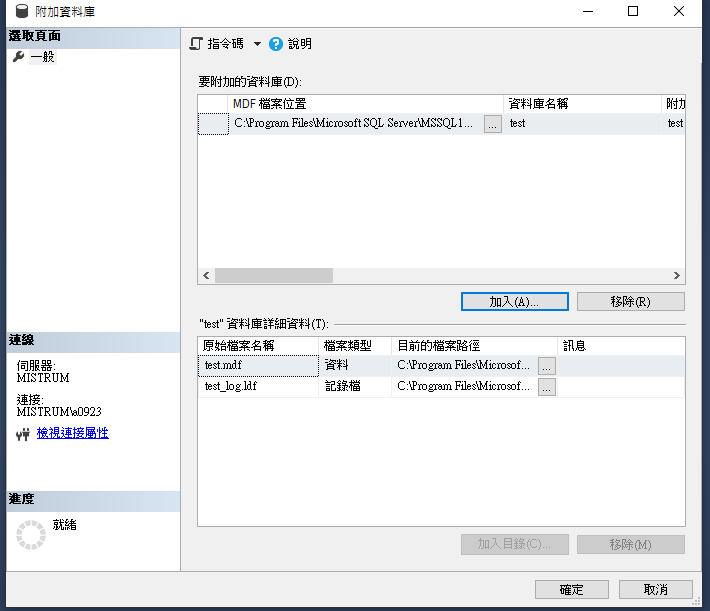 附加資料庫
選取頁面
一般
指令碼
說明
要附加的資料庫(D):
MDF 檔案位置 資料庫名稱 附加
C:\Program Files\Microsoft SQL Server\MSSQL1... ... test test
加入(A)... 移除(R)
"test" 資料庫詳細資料(T):
原始檔案名稱 檔案類型 目前的檔案路徑 訊息
test.mdf 資料 C:\Program Files\Microsof... ...
test_log.ldf 記錄檔 C:\Program Files\Microsof... ...
加入目錄(C)... 移除(M)
連線
伺服器:
MISTRUM
連接:
MISTRUM\a0923
檢視連接屬性
進度
就緒
確定 取消